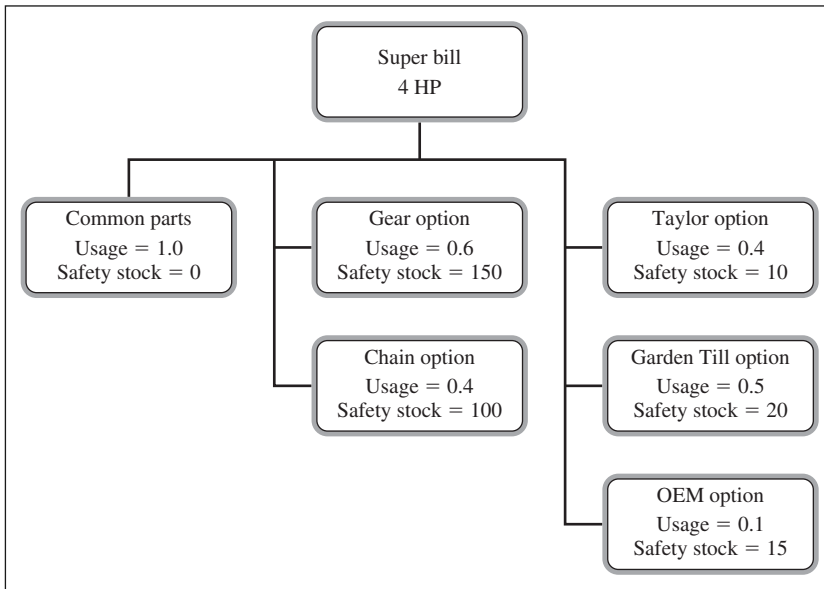 Super bill
4 HP
Common parts
Usage = 1.0
Safety stock = 0
Gear option
Usage = 0.6
Safety stock = 150
Taylor option
Usage = 0.4
Safety stock = 10
Chain option
Usage = 0.4
Safety stock = 100
Garden Till option
Usage = 0.5
Safety stock = 20
OEM option
Usage = 0.1
Safety stock = 15